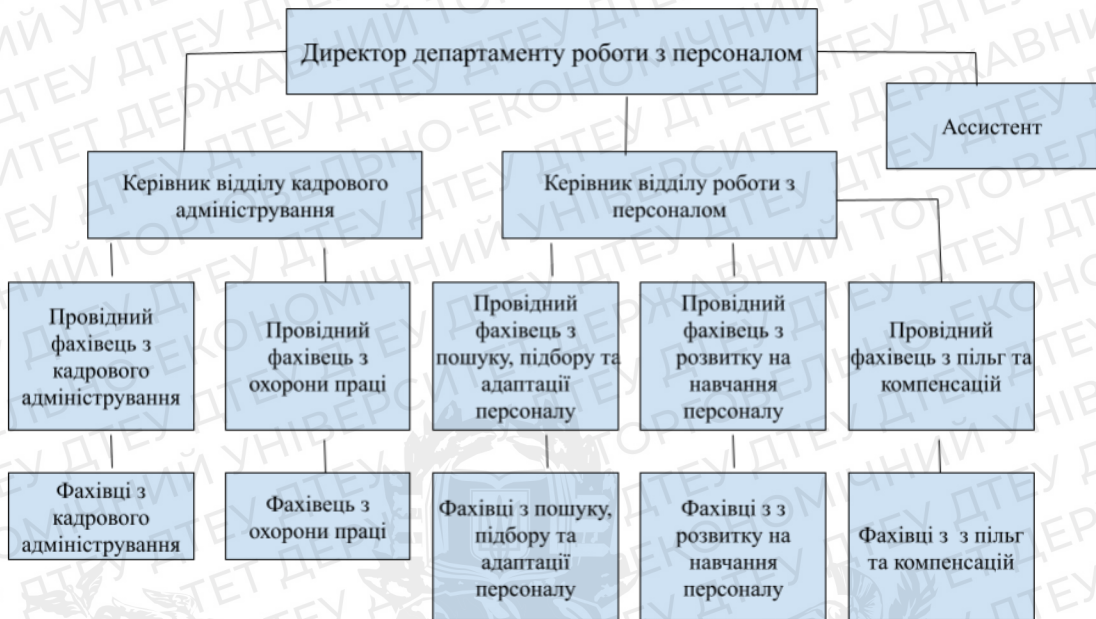 Директор департаменту роботи з персоналом
Ассистент
Керівник відділу кадрового
адміністрування
Керівник відділу роботи з
персоналом
Провідний
фахівець з
кадрового
адміністрування
Провідний
фахівець з
охорони праці
Провідний
фахівець з
пошуку, підбору та
адаптації
персоналу
Провідний
фахівець з
розвитку на
навчання
персоналу
Провідний
фахівець з пільг та
компенсацій
Фахівці з
кадрового
адміністрування
Фахівець з
охорони праці
Фахівці з пошуку,
підбору та
адаптації
персоналу
Фахівці з з
розвитку на
навчання
персоналу
Фахівці з з пільг
та компенсацій